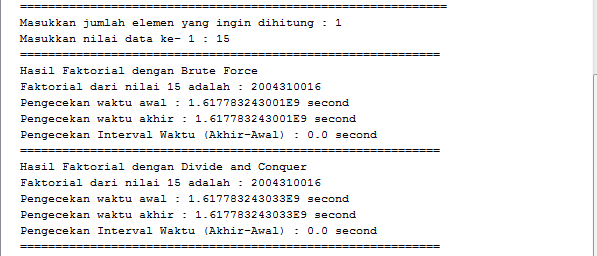 =============================================================
Masukkan jumlah elemen yang ingin dihitung : 1
Masukkan nilai data ke- 1 : 15
============================================================
Hasil Faktorial dengan Brute Force
Faktorial dari nilai 15 adalah : 2004310016
Pengecekan waktu awal : 1.617783243001E9 second
Pengecekan waktu akhir : 1.617783243001E9 second
Pengecekan Interval Waktu (Akhir-Awal) : 0.0 second
============================================================
Hasil Faktorial dengan Divide and Conquer
Faktorial dari nilai 15 adalah : 2004310016
Pengecekan waktu awal : 1.617783243033E9 second
Pengecekan waktu akhir : 1.617783243033E9 second
Pengecekan Interval Waktu (Akhir-Awal) : 0.0 second
============================================================